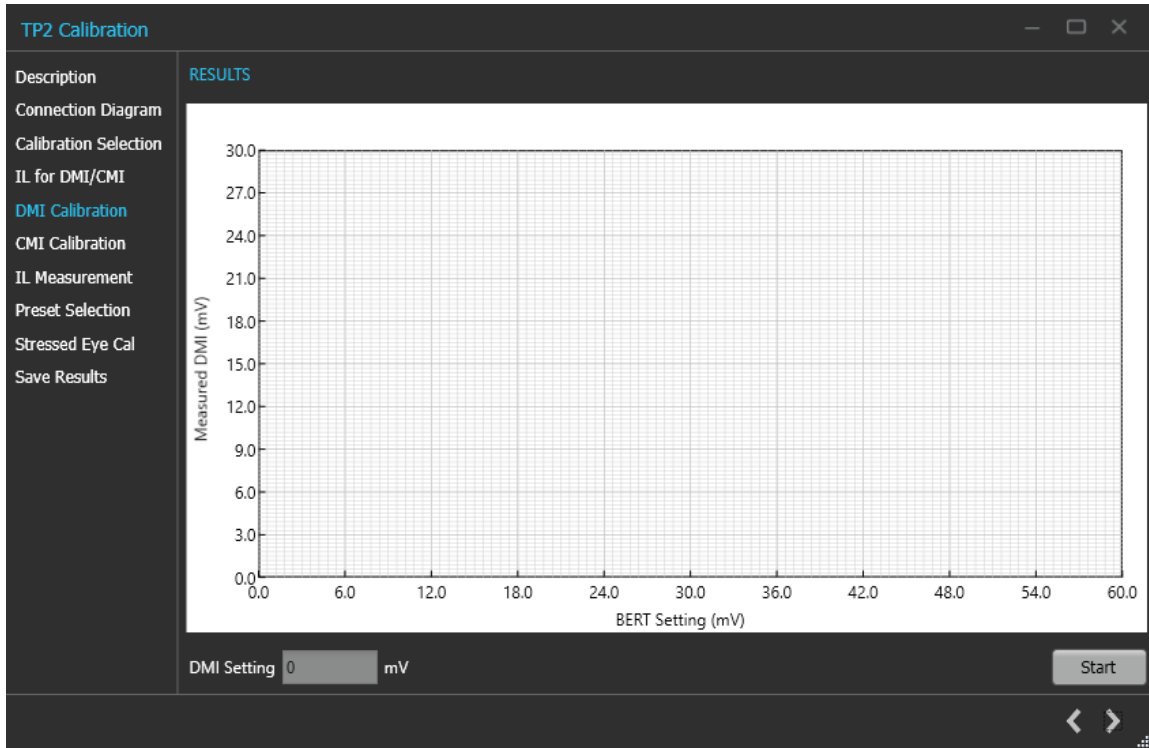 TP2 Calibration
Description
Connection Diagram
Calibration Selection
IL for DMI/CMI
DMI Calibration
CMI Calibration
IL Measurement
Preset Selection
Stressed Eye Cal
Save Results
RESULTS
Measured DMI (mV)
30.0
27.0
24.0
21.0
18.0
15.0
12.0
9.0
6.0
3.0
0.0
0.0 6.0 12.0 18.0 24.0 30.0 36.0 42.0 48.0 54.0 60.0
BERT Setting (mV)
DMI Setting 0 mV
Start